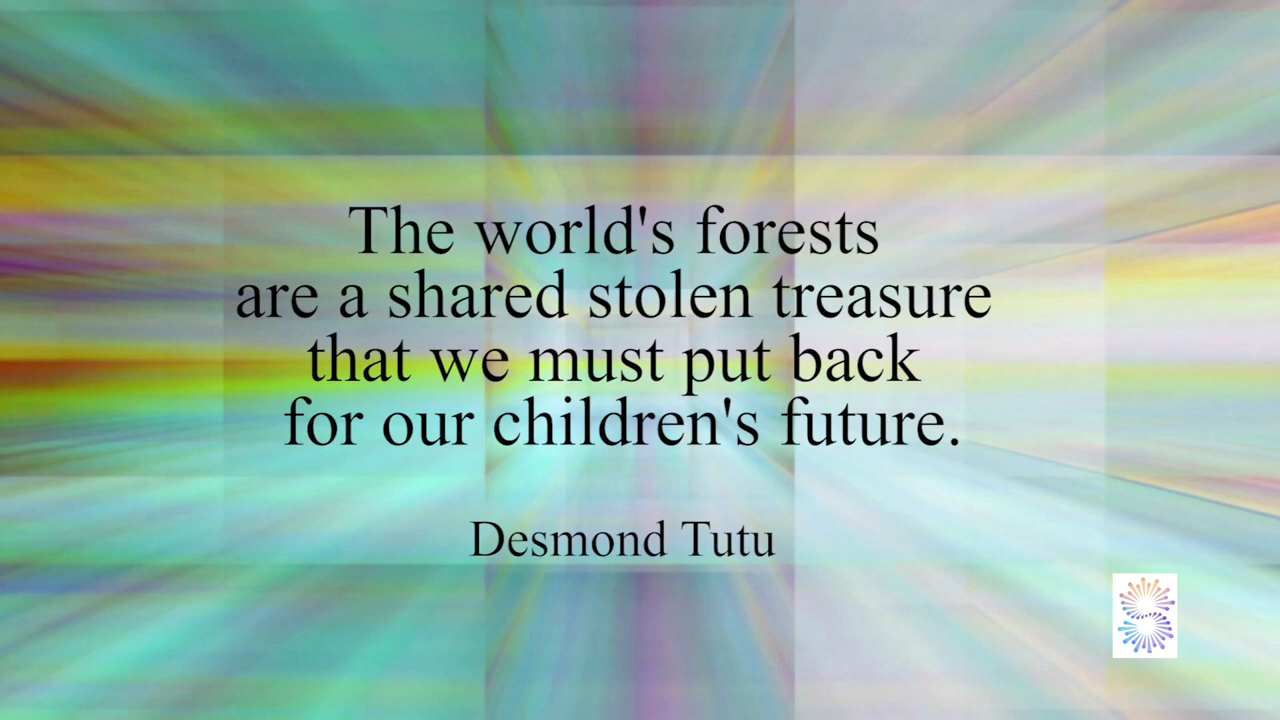 The world's forests
are a shared stolen treasure
that we must put back
for our children's future.
Desmond Tutu